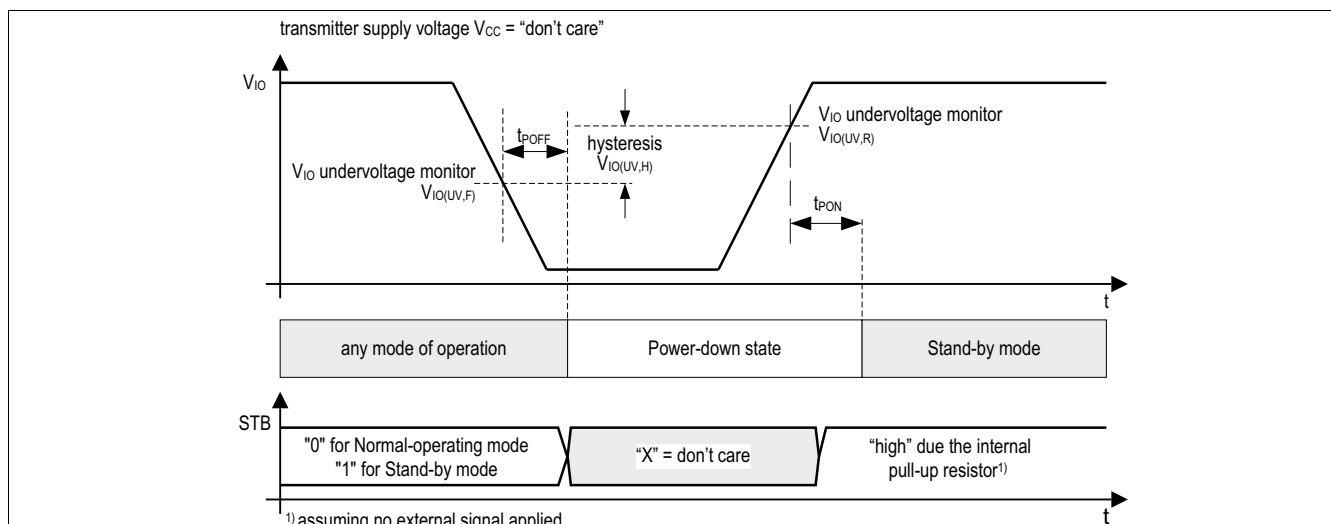 transmitter supply voltage VCC = “don’t care”
VIO
tPOFF
hysteresis
VIO(UV,H)
VIO undervoltage monitor
VIO(UV,R)
VIO undervoltage monitor
VIO(UV,F)
tPON
t
any mode of operation
Power-down state
Stand-by mode
STB
"0" for Normal-operating mode
"1" for Stand-by mode
“X” = don’t care
“high” due the internal
pull-up resistor1)
t
1) assuming no external signal applied